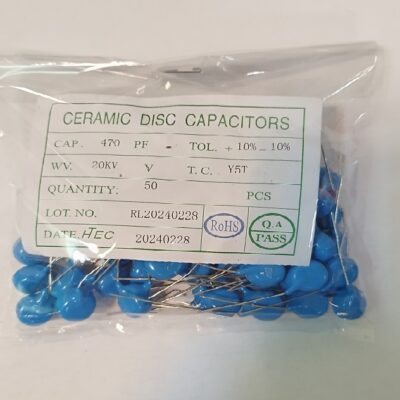 CERAMIC DISC CAPACITORS
CAP. 470 PF - TOL. +10% -10%
WV. 20KV V T.C. Y5T
QUANTITY: 50 PCS
LOT. NO. RL20240228
DATE. HEC 20240228
RoHS
Q.A
PASS